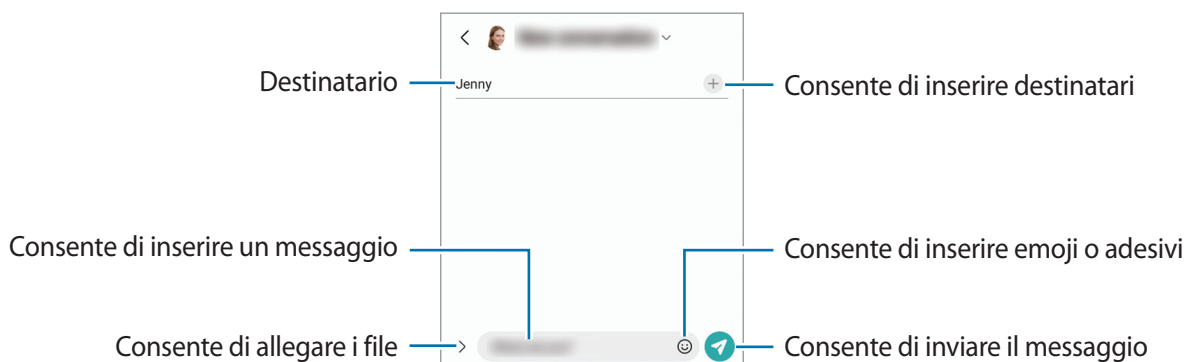 Destinatario
Jenny
Consente di inserire destinatari
Consente di inserire un messaggio
Consente di inserire emoji o adesivi
Consente di allegare i file
Consente di inviare il messaggio